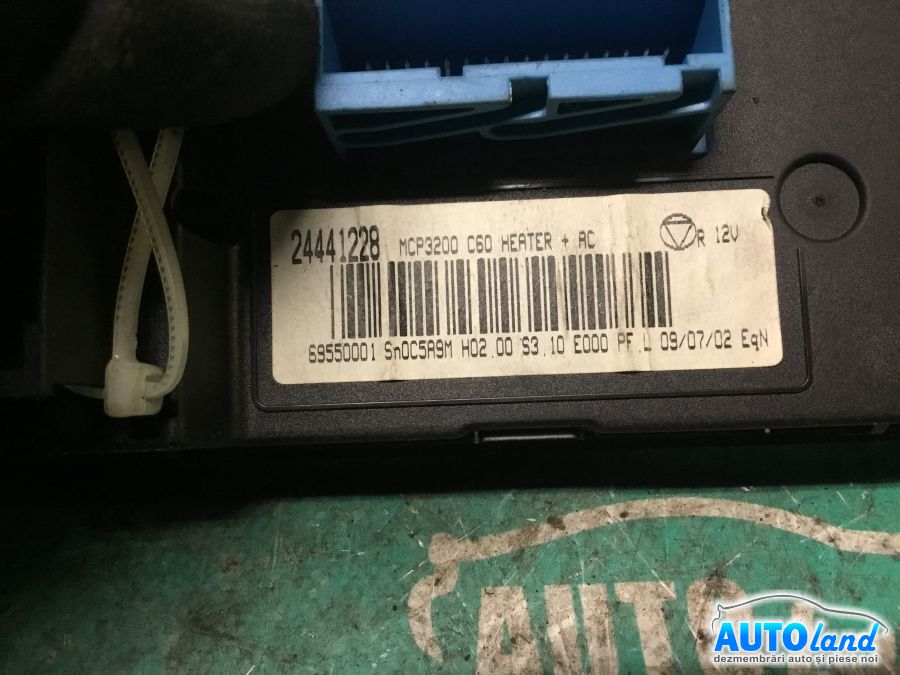 24441228 MCP3200 C60 HEATER + AC R 12V
69550001 Sn0C5A9M H02.00 S3.10 E000 PF.L 09/07/02 EqN
AUTO
AUTOland
dezmembrări auto și piese noi